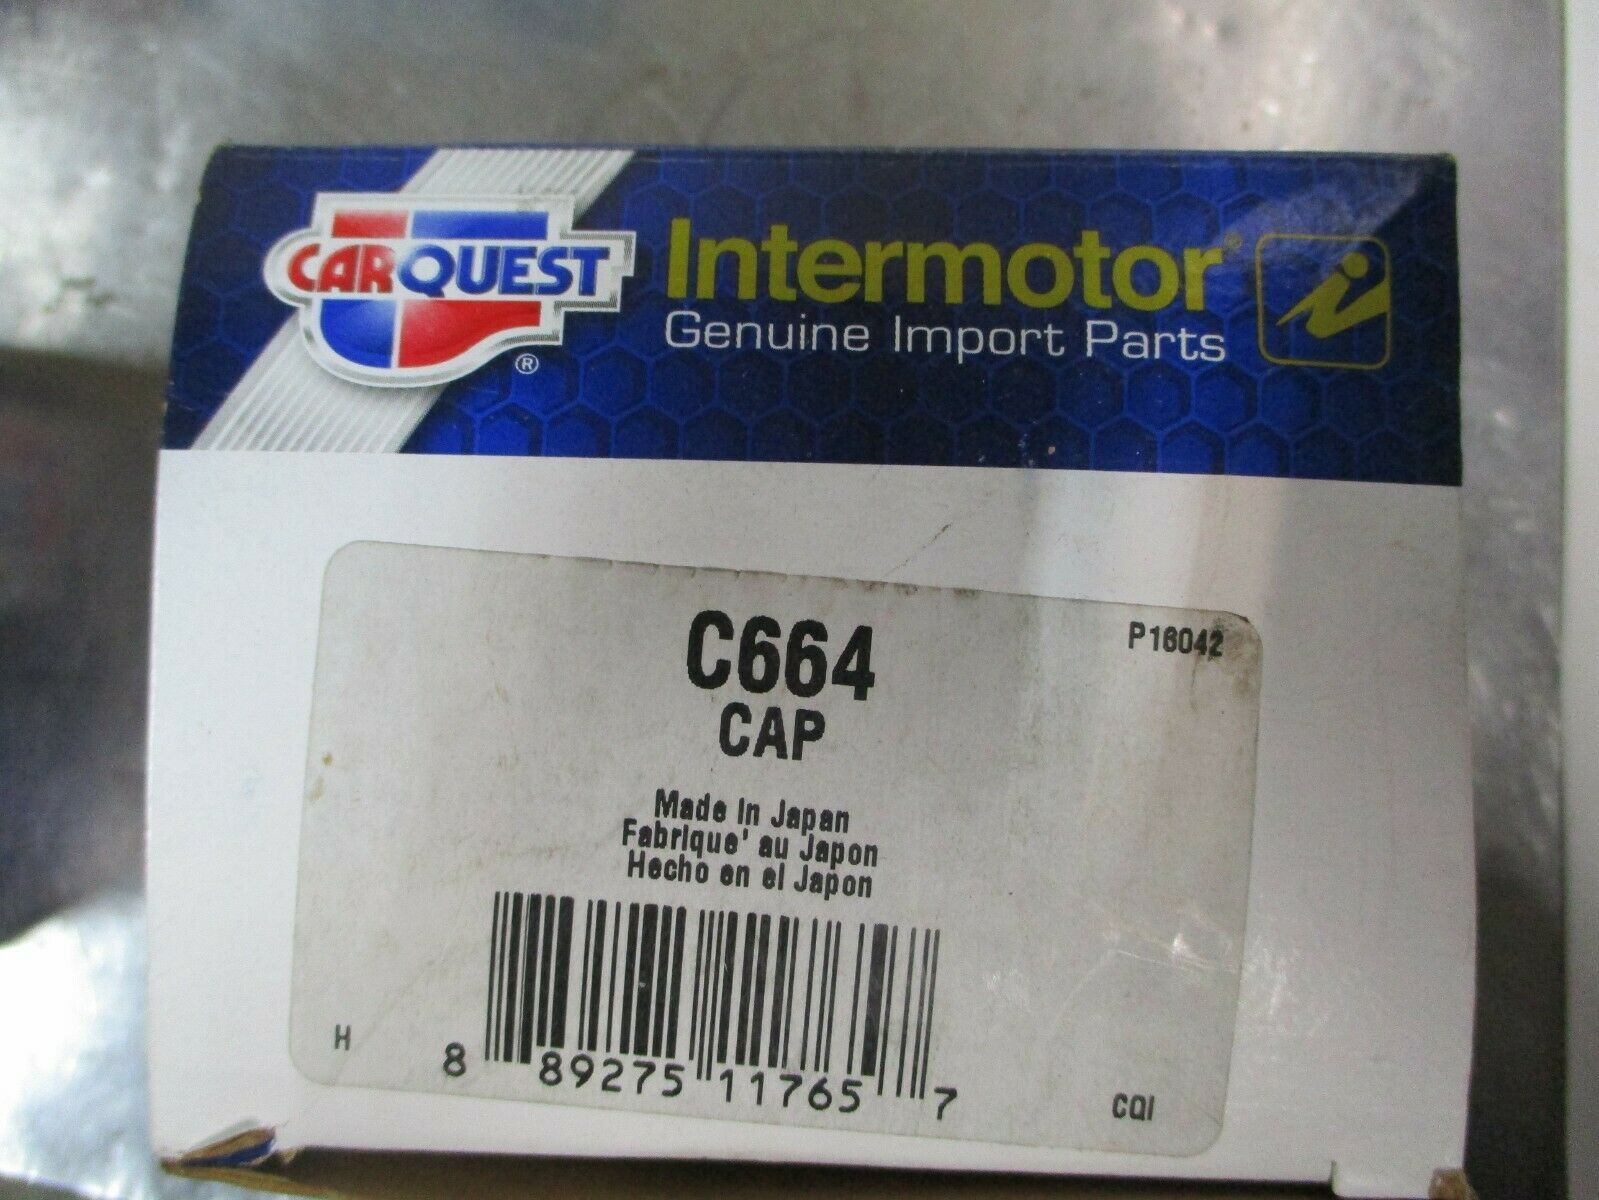 CARQUEST
®
Intermotor®
Genuine Import Parts
i
C664
P16042
CAP
Made in Japan
Fabrique' au Japon
Hecho en el Japon
H
8 89275 11765 7
CQI